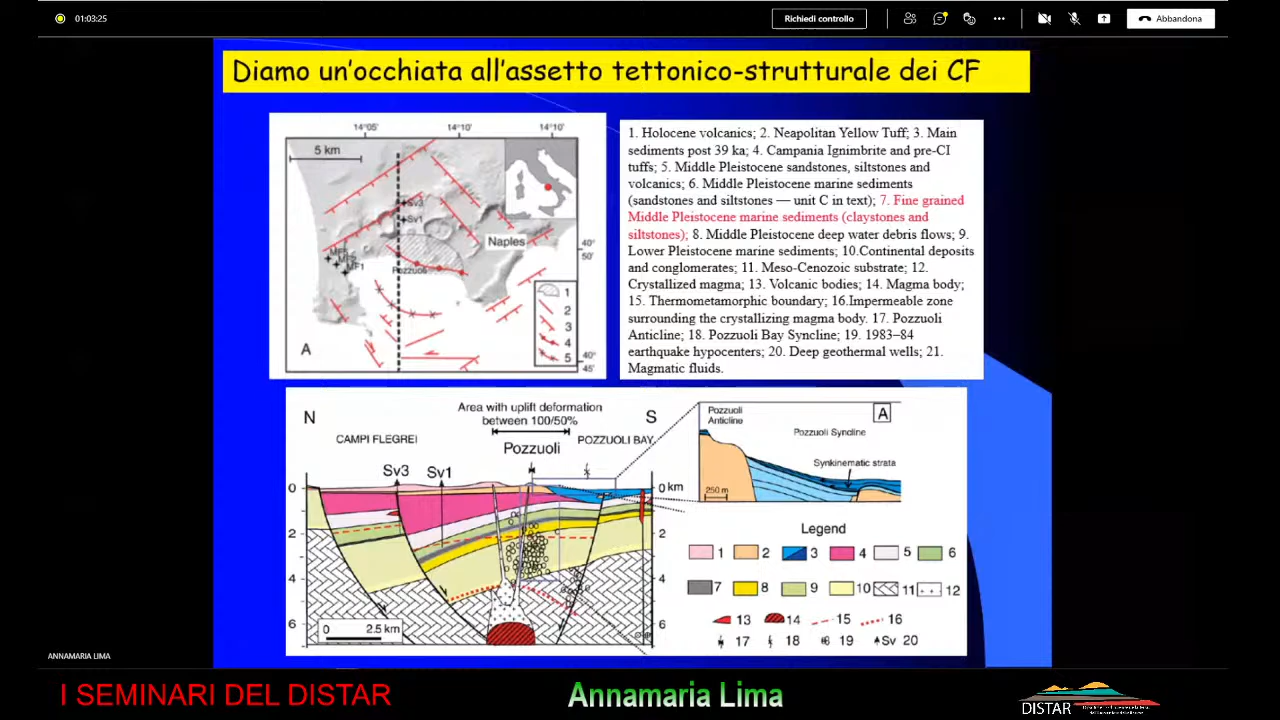 01:03:25
Richiedi controllo
Abbandona
Diamo un'occhiata all'assetto tettonico-strutturale dei CF
14°05'
14°10'
14°10'
5 km
Sv3
Sv1
Naples
40°
50'
MF1
Pozzuoli
1
2
3
4
5
A
40°
45'
1. Holocene volcanics; 2. Neapolitan Yellow Tuff; 3. Main
sediments post 39 ka; 4. Campania Ignimbrite and pre-CI
tuffs; 5. Middle Pleistocene sandstones, siltstones and
volcanics; 6. Middle Pleistocene marine sediments
(sandstones and siltstones — unit C in text); 7. Fine grained
Middle Pleistocene marine sediments (claystones and
siltstones); 8. Middle Pleistocene deep water debris flows; 9.
Lower Pleistocene marine sediments; 10.Continental deposits
and conglomerates; 11. Meso-Cenozoic substrate; 12.
Crystallized magma; 13. Volcanic bodies; 14. Magma body;
15. Thermometamorphic boundary; 16.Impermeable zone
surrounding the crystallizing magma body. 17. Pozzuoli
Anticline; 18. Pozzuoli Bay Syncline; 19. 1983–84
earthquake hypocenters; 20. Deep geothermal wells; 21.
Magmatic fluids.
N
Area with uplift deformation
between 100/50%
S
CAMPI FLEGREI
Pozzuoli
POZZUOLI BAY
Sv3
Sv1
0
2
4
6
0 km
2
4
6
0
2.5 km
Pozzuoli
Anticline
A
Pozzuoli Syncline
Synkinematic strata
250 m
Legend
1 2 3 4 5 6
7 8 9 10 11 12
13 14 15 16
17 18 19 Sv 20
ANNAMARIA LIMA
I SEMINARI DEL DISTAR
Annamaria Lima
DISTAR